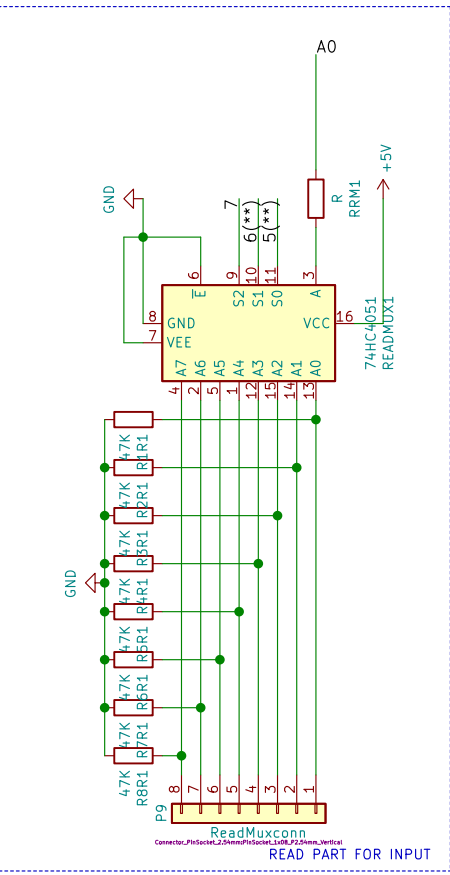 A0
+5V
GND
R
RRM1
7
6(**)
5(**)
6
9
10
11
3
E
S2
S1
S0
A
8
GND
VCC
16
7
VEE
74HC4051
READMUX1
A7
A6
A5
A4
A3
A2
A1
A0
4
2
5
1
12
15
14
13
47K
R1R1
47K
R2R1
47K
R3R1
47K
R4R1
GND
47K
R5R1
47K
R6R1
47K
R7R1
47K
R8R1
8
7
6
5
4
3
2
1
P9
ReadMuxconn
Connector_PinSocket_2.54mm:PinSocket_1x08_P2.54mm_Vertical
READ PART FOR INPUT